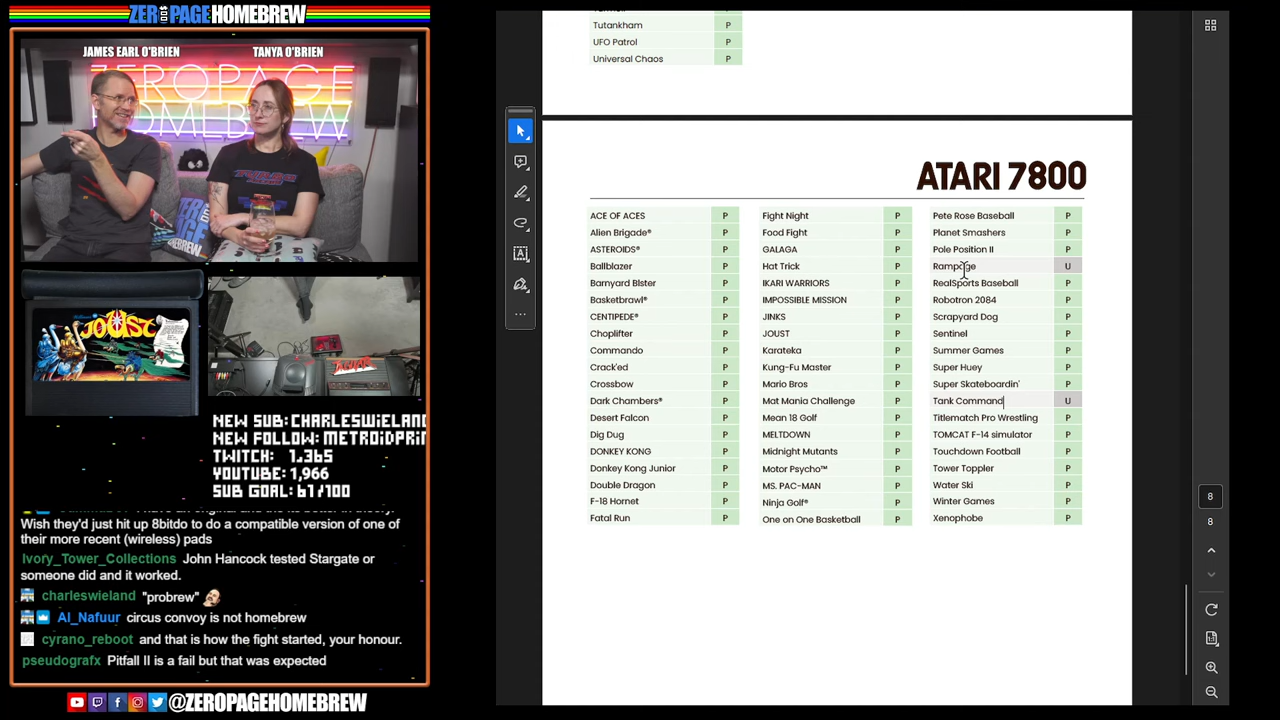 ZEROPAGEHOMEBREW
JAMES EARL O'BRIEN
TANYA O'BRIEN
ZEROPAGE
HOMEBREW
JOUST
NEW SUB: CHARLESWIELAN
NEW FOLLOW: METROIDPRI
TWITCH: 1,365
YOUTUBE: 1,966
SUB GOAL: 67/100
Wish they'd just hit up 8bitdo to do a compatible version of one of
their more recent (wireless) pads
Ivory_Tower_Collections John Hancock tested Stargate or
someone did and it worked.
charleswieland "probrew"
Al_Nafuur circus convoy is not homebrew
cyrano_reboot and that is how the fight started, your honour.
pseudografx Pitfall II is a fail but that was expected
@ZEROPAGEHOMEBREW
Tutankham P
UFO Patrol P
Universal Chaos P
ATARI 7800
ACE OF ACES P
Alien Brigade® P
ASTEROIDS® P
Ballblazer P
Barnyard Blster P
Basketbrawl® P
CENTIPEDE® P
Choplifter P
Commando P
Crack'ed P
Crossbow P
Dark Chambers® P
Desert Falcon P
Dig Dug P
DONKEY KONG P
Donkey Kong Junior P
Double Dragon P
F-18 Hornet P
Fatal Run P
Fight Night P
Food Fight P
GALAGA P
Hat Trick P
IKARI WARRIORS P
IMPOSSIBLE MISSION P
JINKS P
JOUST P
Karateka P
Kung-Fu Master P
Mario Bros P
Mat Mania Challenge P
Mean 18 Golf P
MELTDOWN P
Midnight Mutants P
Motor Psycho™ P
MS. PAC-MAN P
Ninja Golf® P
One on One Basketball P
Pete Rose Baseball P
Planet Smashers P
Pole Position II P
Rampage U
RealSports Baseball P
Robotron 2084 P
Scrapyard Dog P
Sentinel P
Summer Games P
Super Huey P
Super Skateboardin' P
Tank Command U
Titlematch Pro Wrestling P
TOMCAT F-14 simulator P
Touchdown Football P
Tower Toppler P
Water Ski P
Winter Games P
Xenophobe P
8
8